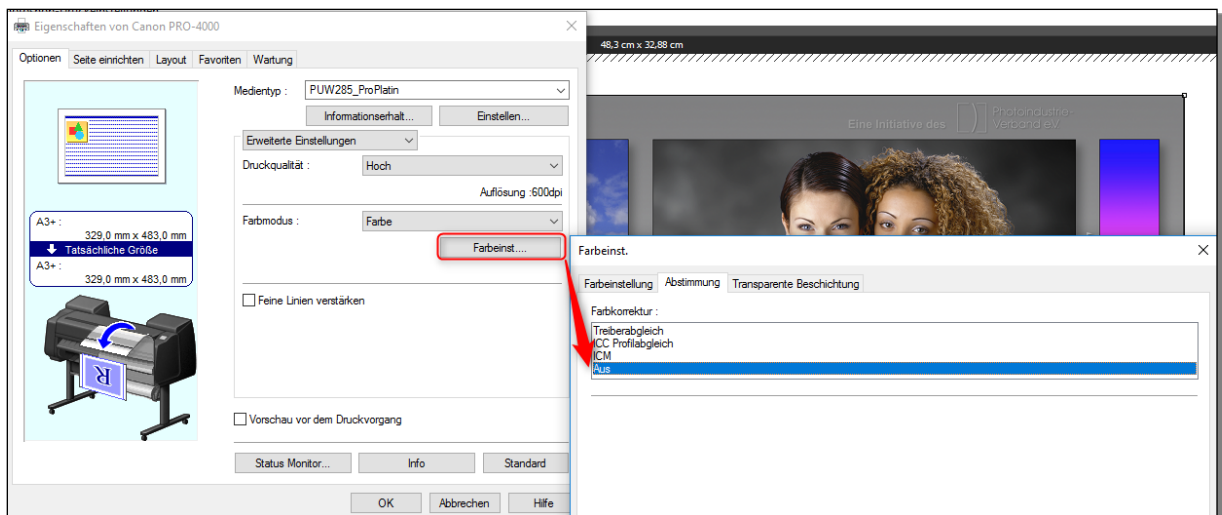 Eigenschaften von Canon PRO-4000
48,3 cm x 32,88 cm
Optionen Seite einrichten Layout Favoriten Wartung
Medientyp : PUW285_ProPlatin
Informationserhalt... Einstellen...
Erweiterte Einstellungen
Druckqualität : Hoch
Auflösung :600dpi
Farbmodus : Farbe
Farbeinst....
A3+ :
329,0 mm x 483,0 mm
Tatsächliche Größe
A3+ :
329,0 mm x 483,0 mm
Feine Linien verstärken
R
Vorschau vor dem Druckvorgang
Status Monitor... Info Standard
OK Abbrechen Hilfe
Eine Initiative des Photoindustrie-
Verband eV
Farbeinst.
Farbeinstellung Abstimmung Transparente Beschichtung
Farbkorrektur :
Treiberabgleich
ICC Profilabgleich
ICM
Aus